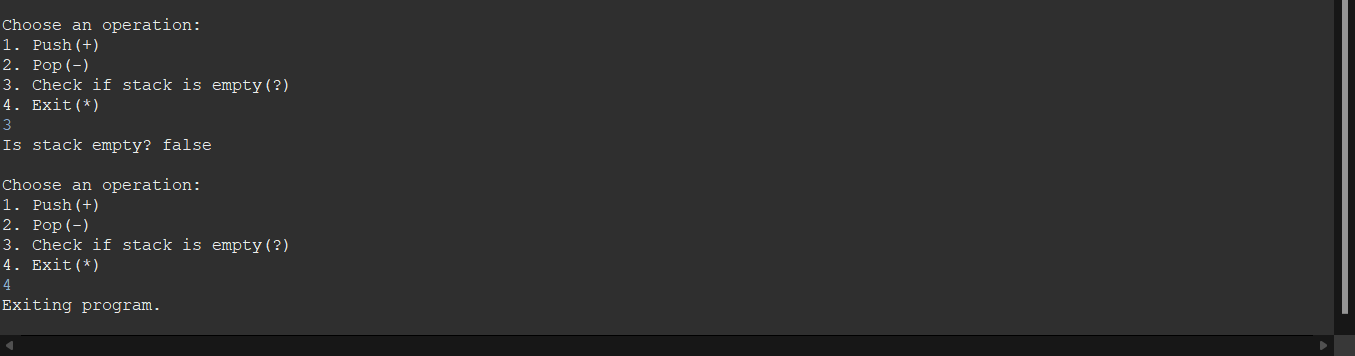 Choose an operation:
1. Push(+)
2. Pop(-)
3. Check if stack is empty(?)
4. Exit(*)
3
Is stack empty? false
Choose an operation:
1. Push(+)
2. Pop(-)
3. Check if stack is empty(?)
4. Exit(*)
4
Exiting program.